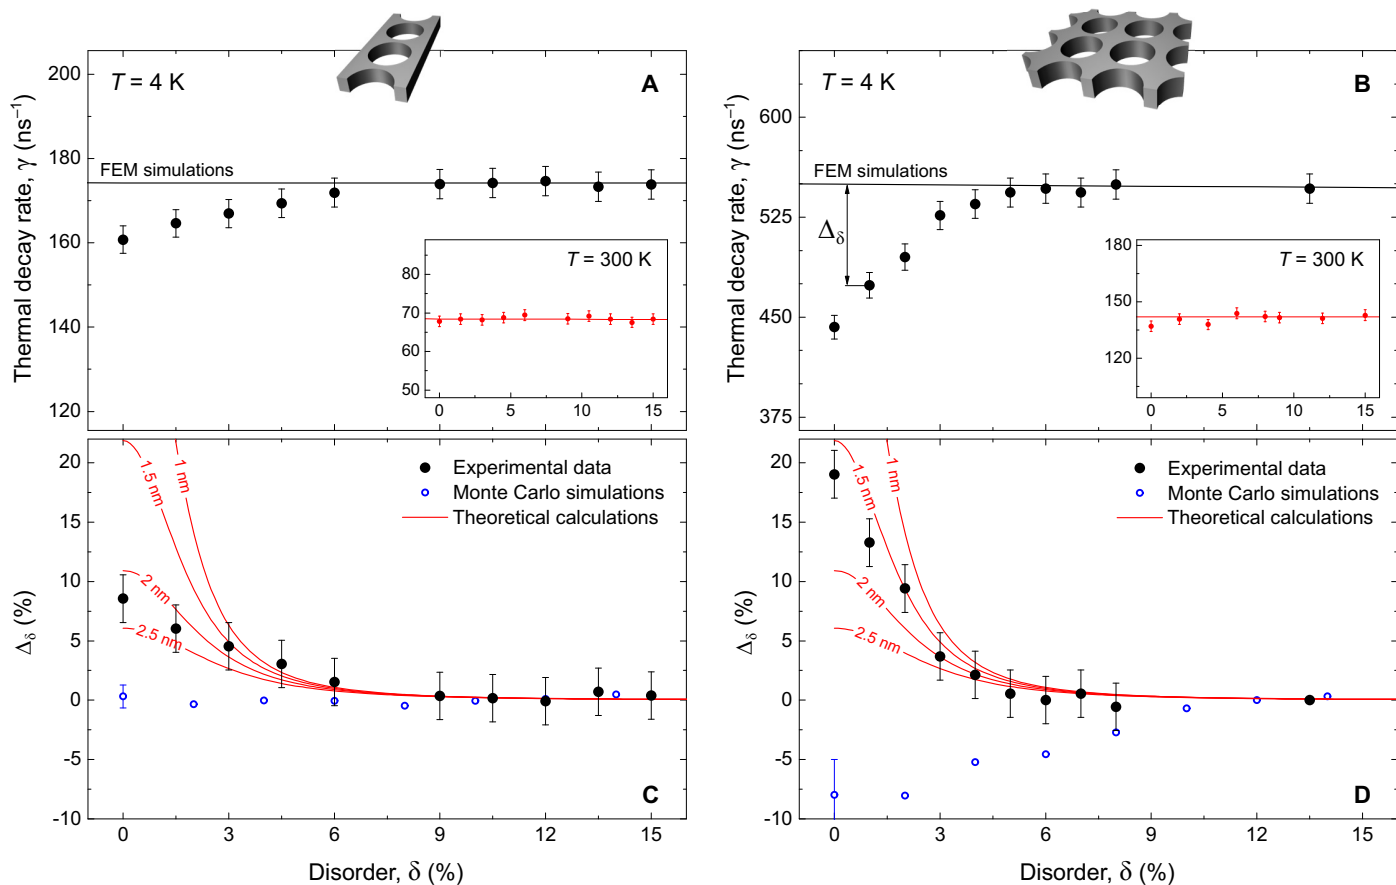 T = 4 K
A
FEM simulations
Thermal decay rate, γ (ns⁻¹)
200
180
160
140
120
T = 300 K
80
70
60
50
0
5
10
15
T = 4 K
B
FEM simulations
Δδ
Thermal decay rate, γ (ns⁻¹)
600
525
450
375
T = 300 K
180
150
120
0
5
10
15
1 nm
1.5 nm
2 nm
2.5 nm
Experimental data
Monte Carlo simulations
Theoretical calculations
C
Δδ (%)
20
15
10
5
0
-5
-10
0
3
6
9
12
15
Disorder, δ (%)
1 nm
1.5 nm
2 nm
2.5 nm
Experimental data
Monte Carlo simulations
Theoretical calculations
D
Δδ (%)
20
15
10
5
0
-5
-10
0
3
6
9
12
15
Disorder, δ (%)